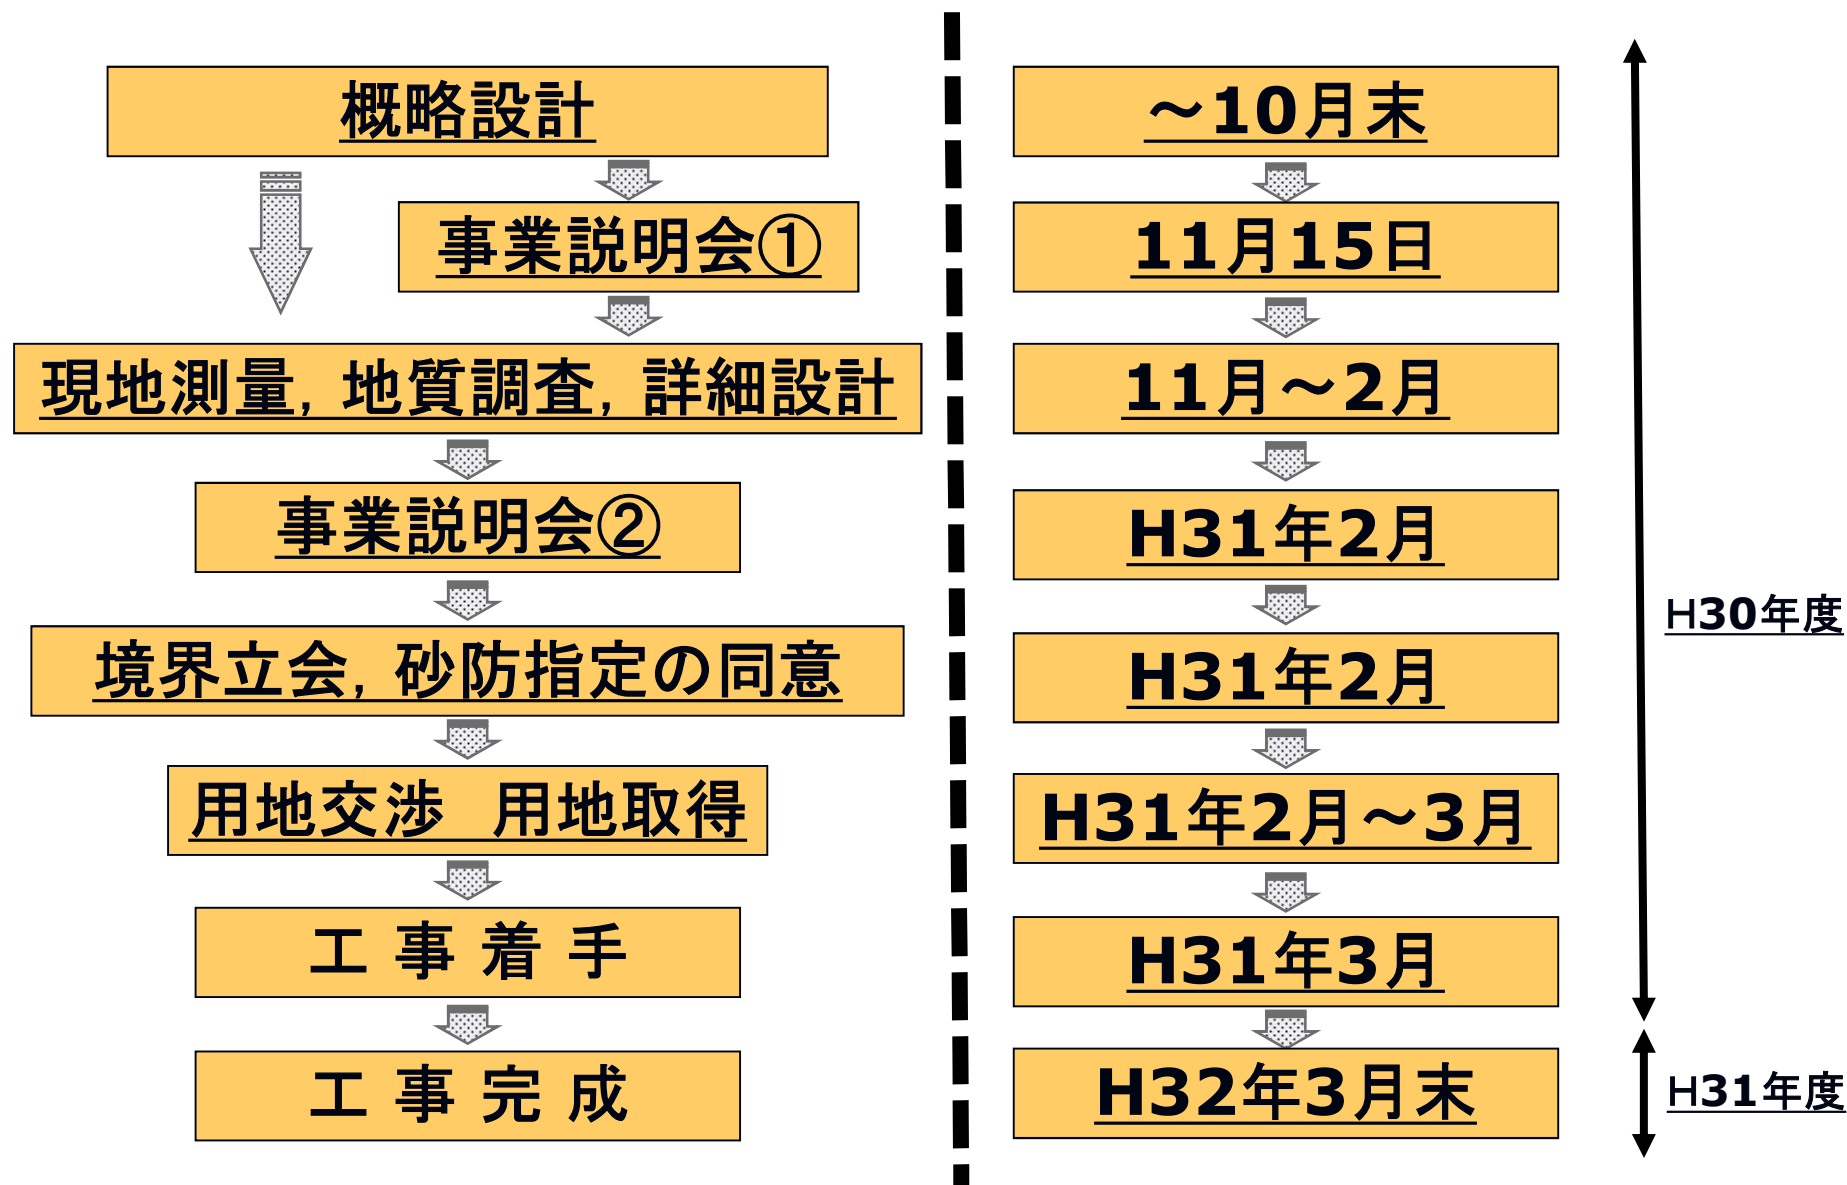 概略設計
事業説明会①
現地測量,地質調査,詳細設計
事業説明会②
境界立会,砂防指定の同意
用地交渉　用地取得
工 事 着 手
工 事 完 成
～10月末
11月15日
11月～2月
H31年2月
H31年2月
H31年2月～3月
H31年3月
H32年3月末
H30年度
H31年度